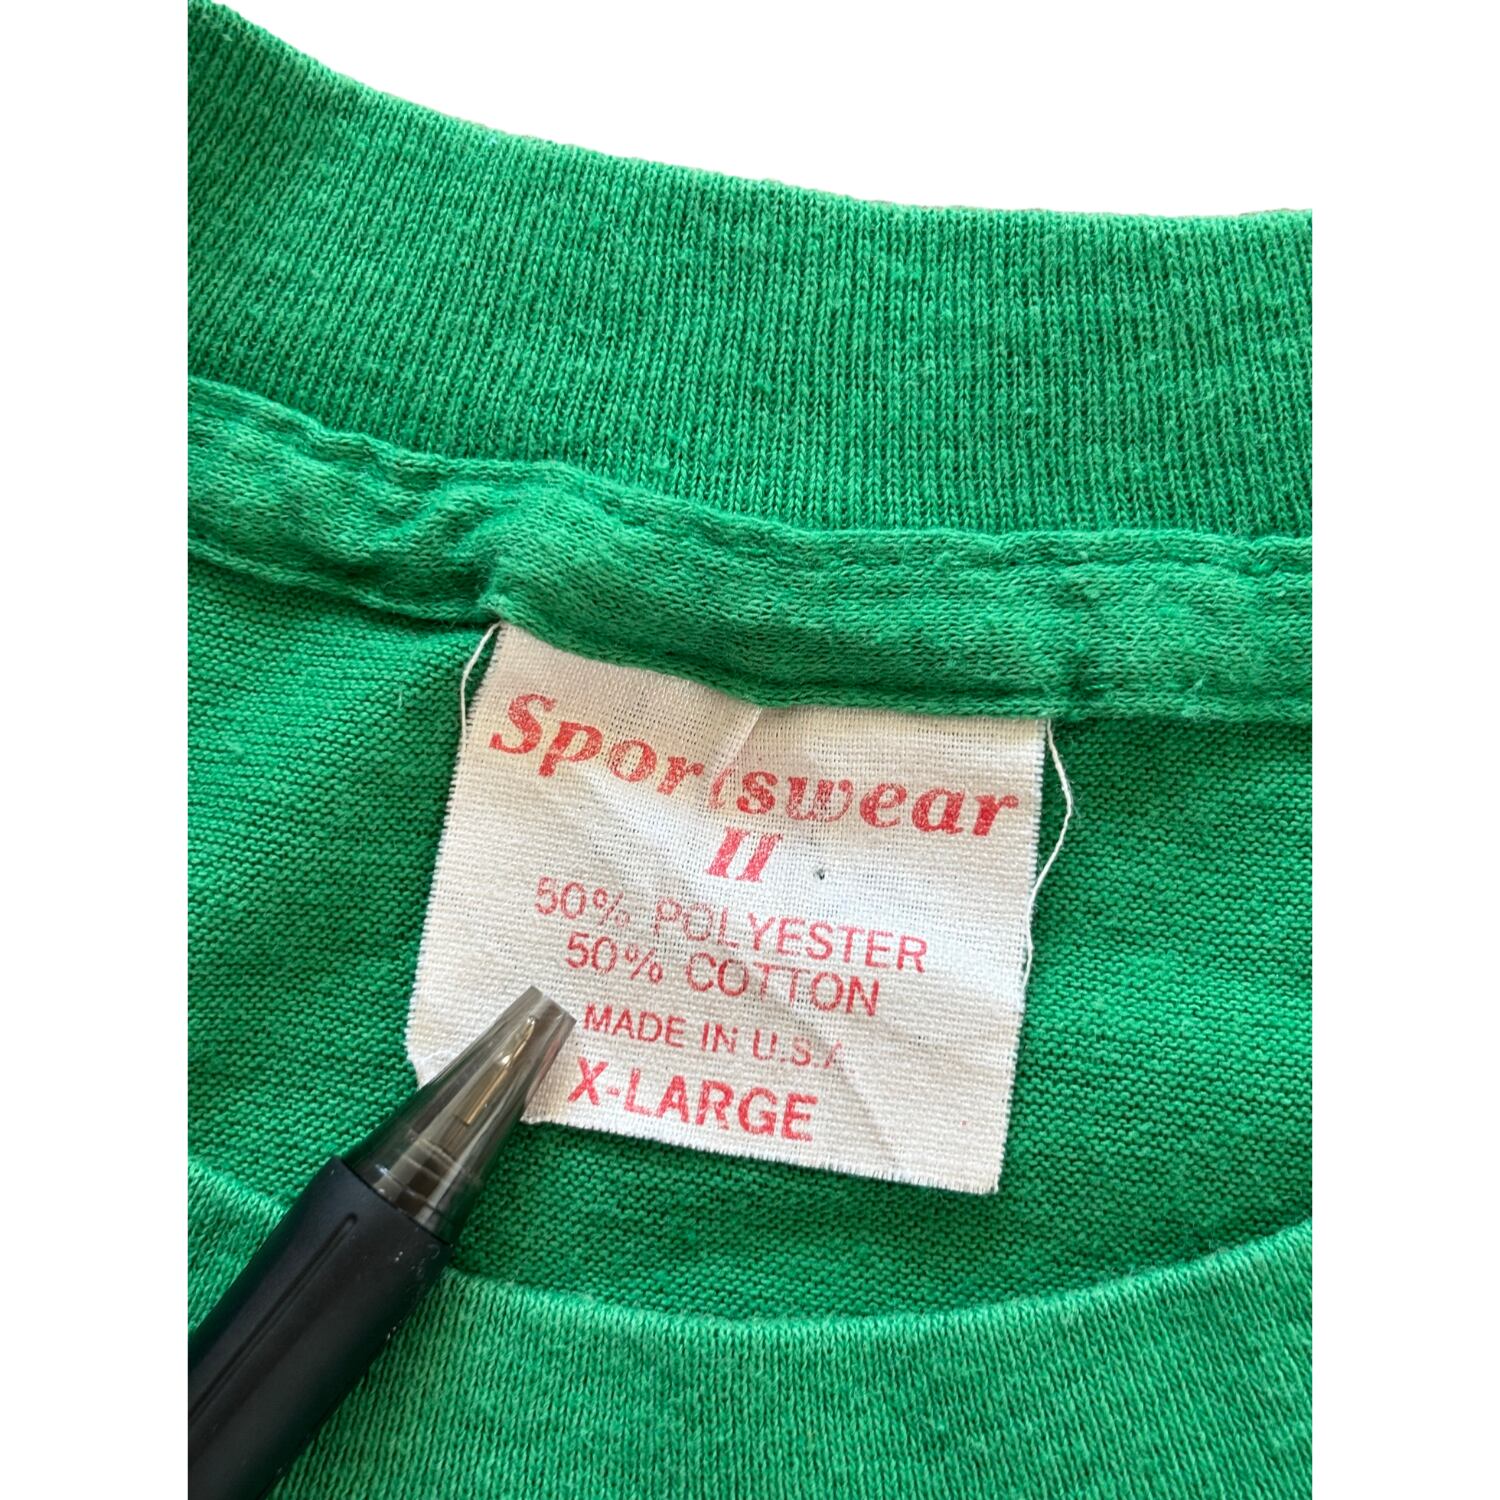 Sportswear
II
50% POLYESTER
50% COTTON
MADE IN U.S.A
X-LARGE